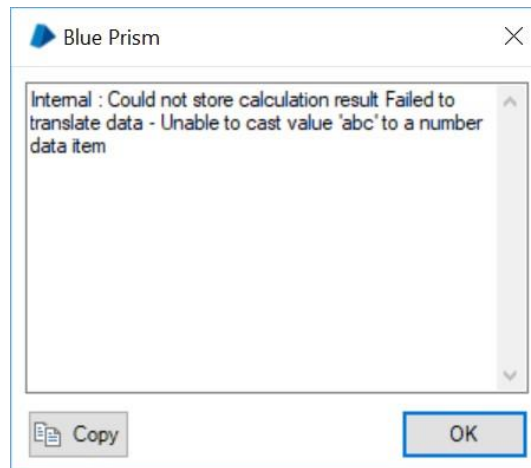 Blue Prism
Internal : Could not store calculation result Failed to
translate data - Unable to cast value 'abc' to a number
data item
Copy
OK